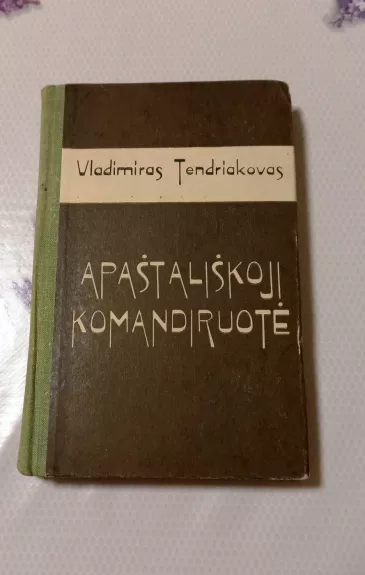 Vladimiras Tendriakovas
APAŠTALIŠKOJI
KOMANDIRUOTĖ